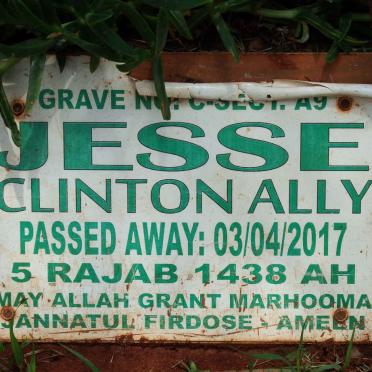 GRAVE NO: C-SECT. A9
JESSE
CLINTON ALLY
PASSED AWAY: 03/04/2017
5 RAJAB 1438 AH
MAY ALLAH GRANT MARHOOMA
JANNATUL FIRDOSE - AMEEN